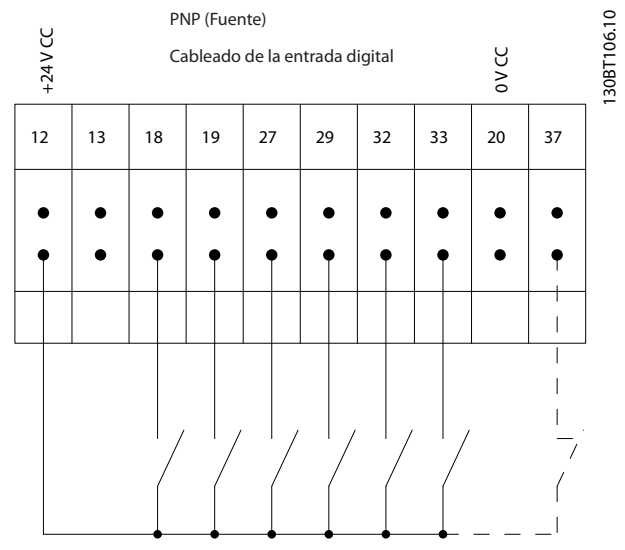 PNP (Fuente)
Cableado de la entrada digital
+24 V CC
0 V CC
130BT106.10
12 13 18 19 27 29 32 33 20 37